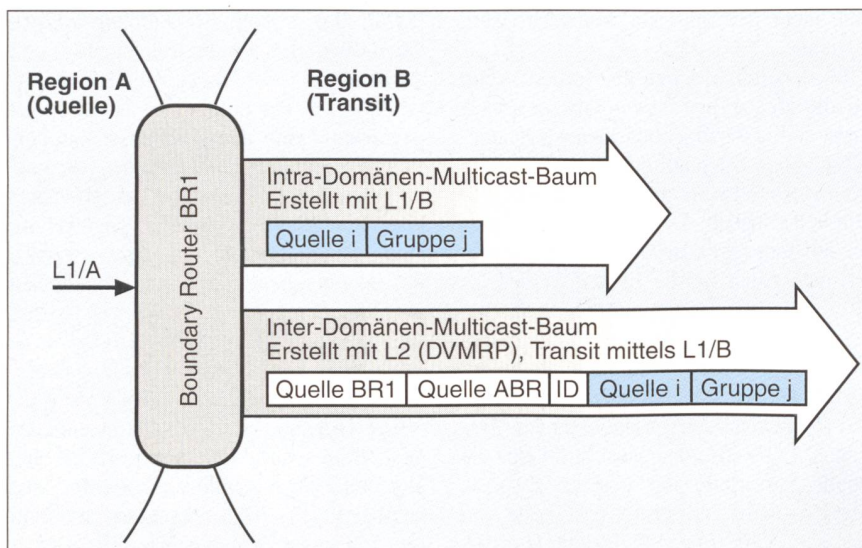 Region A
(Quelle)
Region B
(Transit)
L1/A
Boundary Router BR1
Intra-Domänen-Multicast-Baum
Erstellt mit L1/B
Quelle i Gruppe j
Inter-Domänen-Multicast-Baum
Erstellt mit L2 (DVMRP), Transit mittels L1/B
Quelle BR1 Quelle ABR ID Quelle i Gruppe j